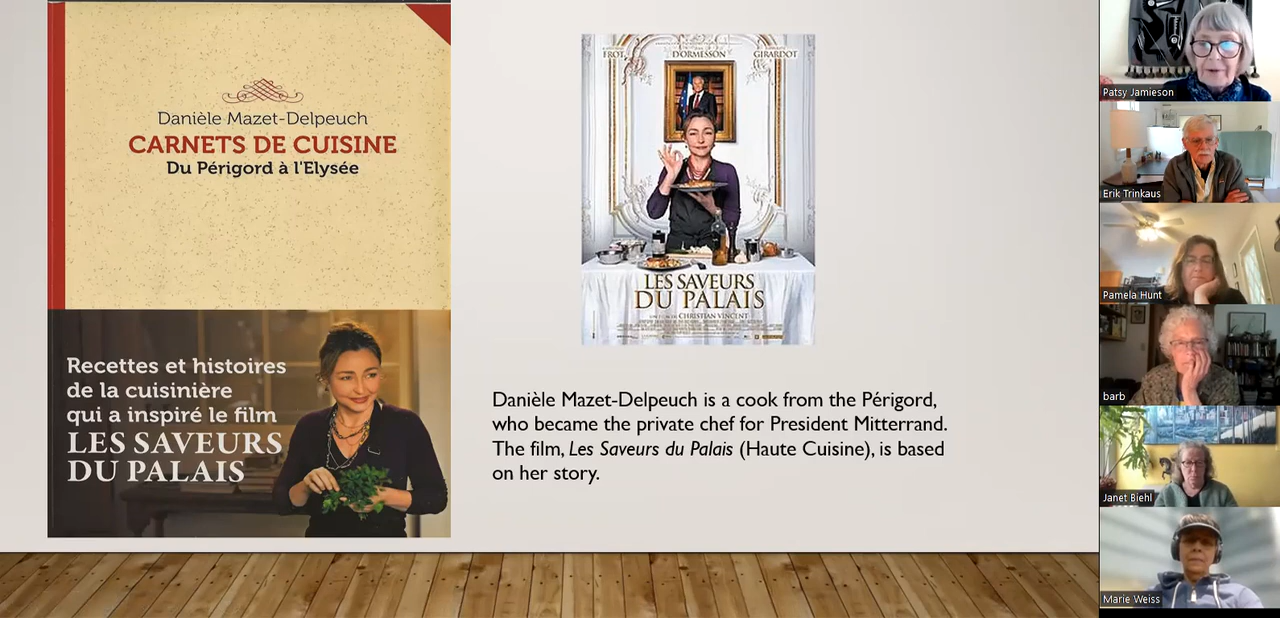 Danièle Mazet-Delpeuch
CARNETS DE CUISINE
Du Périgord à l'Elysée
Recettes et histoires
de la cuisinière
qui a inspiré le film
LES SAVEURS
DU PALAIS
FROT
D'ORMESSON
GIRARDOT
LES SAVEURS
DU PALAIS
UN FILM DE CHRISTIAN VINCENT
Danièle Mazet-Delpeuch is a cook from the Périgord,
who became the private chef for President Mitterrand.
The film, Les Saveurs du Palais (Haute Cuisine), is based
on her story.
Patsy Jamieson
Erik Trinkaus
Pamela Hunt
barb
Janet Biehl
Marie Weiss